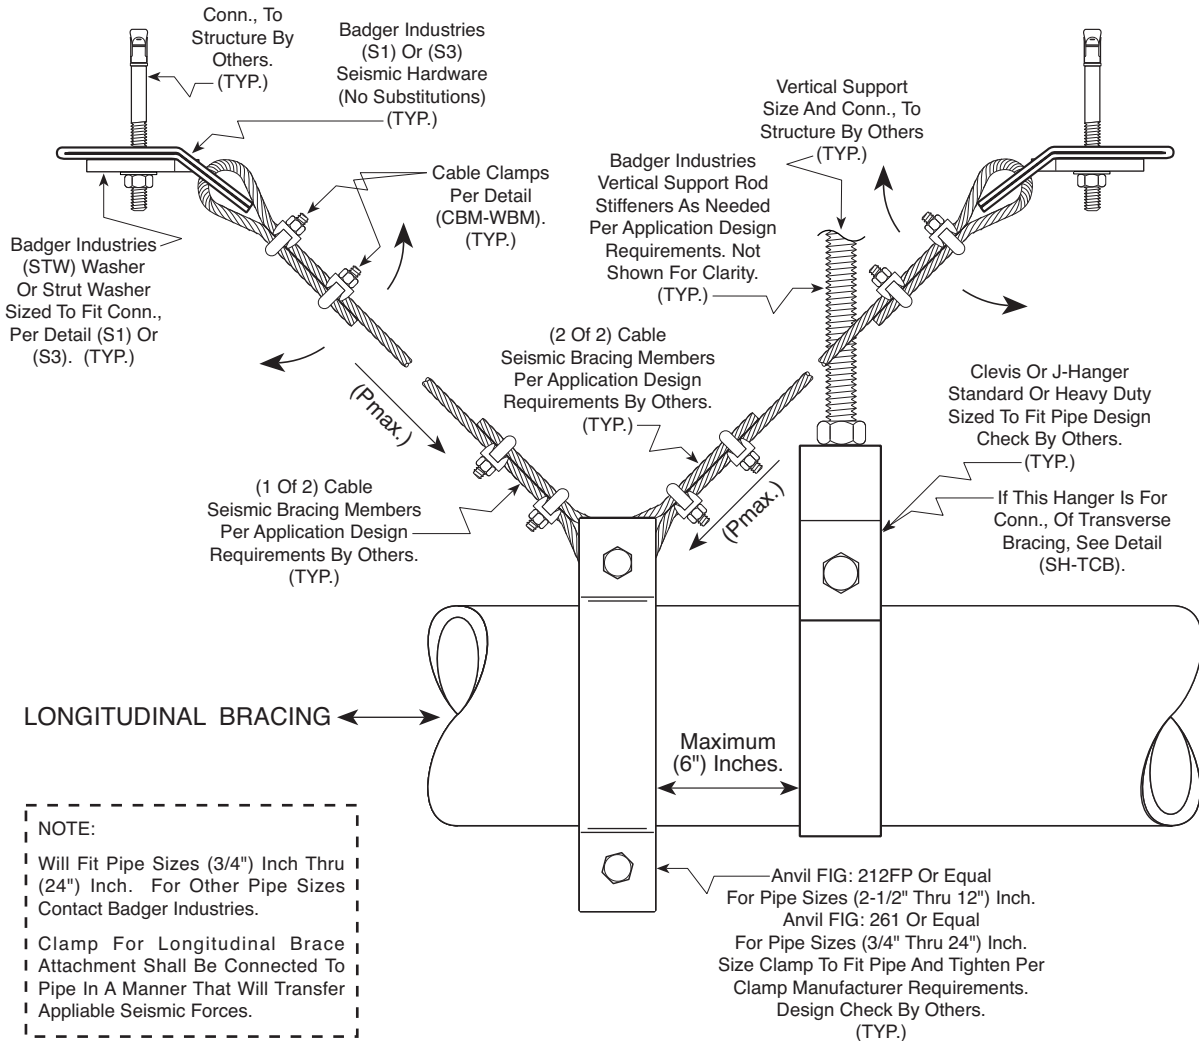 Conn., To
Structure By
Others.
(TYP.)
Badger Industries
(S1) Or (S3)
Seismic Hardware
(No Substitutions)
(TYP.)
Vertical Support
Size And Conn., To
Structure By Others
(TYP.)
Cable Clamps
Per Detail
(CBM-WBM).
(TYP.)
Badger Industries
Vertical Support Rod
Stiffeners As Needed
Per Application Design
Requirements. Not
Shown For Clarity.
(TYP.)
Badger Industries
(STW) Washer
Or Strut Washer
Sized To Fit Conn.,
Per Detail (S1) Or
(S3). (TYP.)
(2 Of 2) Cable
Seismic Bracing Members
Per Application Design
Requirements By Others.
(TYP.)
Clevis Or J-Hanger
Standard Or Heavy Duty
Sized To Fit Pipe Design
Check By Others.
(TYP.)
(Pmax.)
(Pmax.)
(1 Of 2) Cable
Seismic Bracing Members
Per Application Design
Requirements By Others.
(TYP.)
If This Hanger Is For
Conn., Of Transverse
Bracing, See Detail
(SH-TCB).
LONGITUDINAL BRACING
Maximum
(6") Inches.
NOTE:
Will Fit Pipe Sizes (3/4") Inch Thru
(24") Inch. For Other Pipe Sizes
Contact Badger Industries.
Clamp For Longitudinal Brace
Attachment Shall Be Connected To
Pipe In A Manner That Will Transfer
Appliable Seismic Forces.
Anvil FIG: 212FP Or Equal
For Pipe Sizes (2-1/2" Thru 12") Inch.
Anvil FIG: 261 Or Equal
For Pipe Sizes (3/4" Thru 24") Inch.
Size Clamp To Fit Pipe And Tighten Per
Clamp Manufacturer Requirements.
Design Check By Others.
(TYP.)